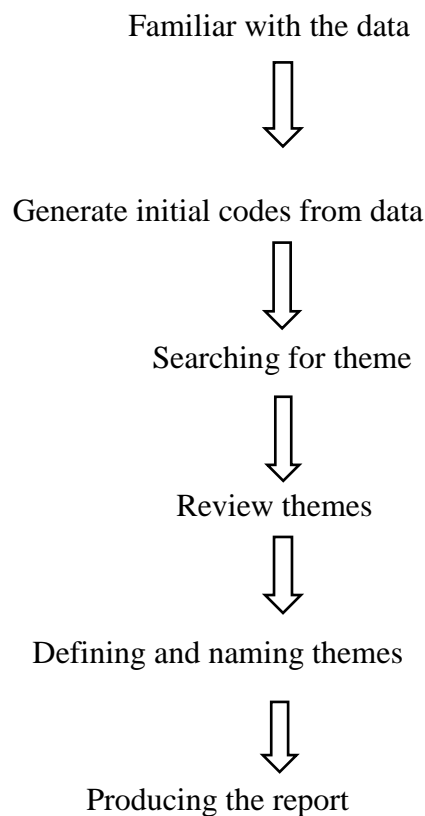 Familiar with the data
Generate initial codes from data
Searching for theme
Review themes
Defining and naming themes
Producing the report